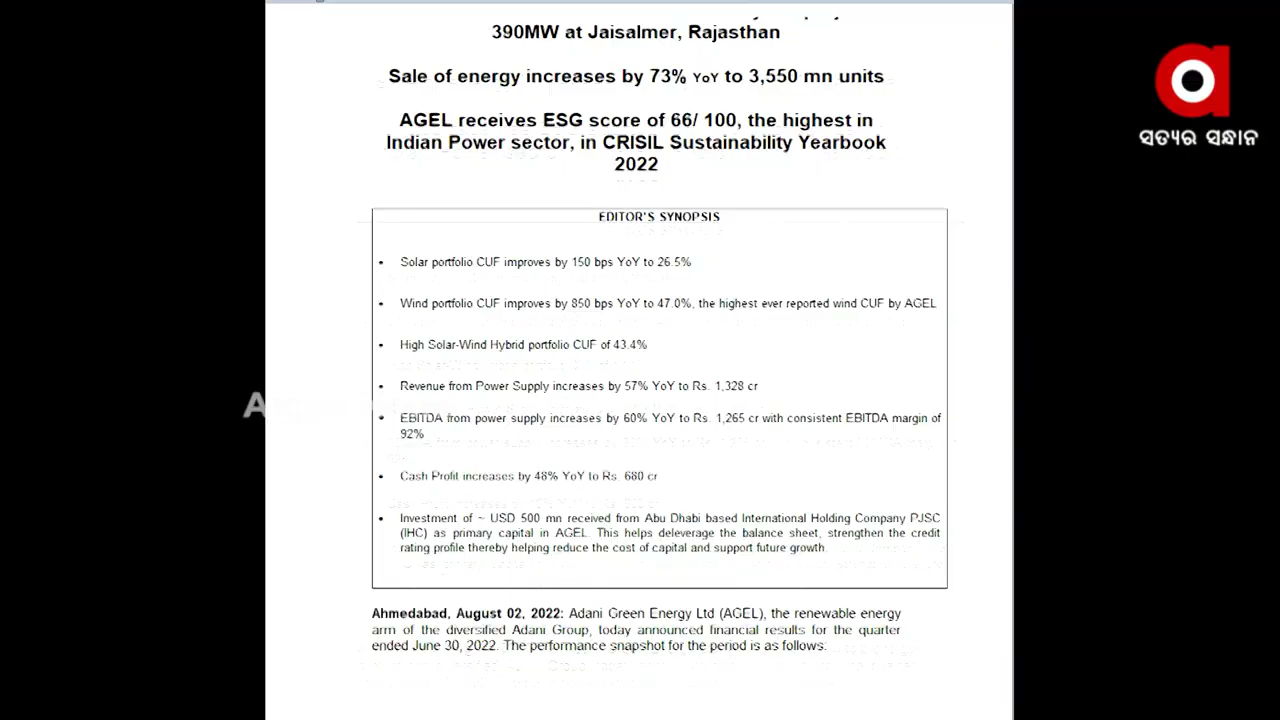 390MW at Jaisalmer, Rajasthan
Sale of energy increases by 73% YoY to 3,550 mn units
AGEL receives ESG score of 66/ 100, the highest in
Indian Power sector, in CRISIL Sustainability Yearbook
2022
ସତ୍ୟର ସନ୍ଧାନ
EDITOR'S SYNOPSIS
• Solar portfolio CUF improves by 150 bps YoY to 26.5%
• Wind portfolio CUF improves by 850 bps YoY to 47.0%, the highest ever reported wind CUF by AGEL
• High Solar-Wind Hybrid portfolio CUF of 43.4%
• Revenue from Power Supply increases by 57% YoY to Rs. 1,328 cr
• EBITDA from power supply increases by 60% YoY to Rs. 1,265 cr with consistent EBITDA margin of
92%
• Cash Profit increases by 48% YoY to Rs. 680 cr
• Investment of ~ USD 500 mn received from Abu Dhabi based International Holding Company PJSC
(IHC) as primary capital in AGEL. This helps deleverage the balance sheet, strengthen the credit
rating profile thereby helping reduce the cost of capital and support future growth.
Ahmedabad, August 02, 2022: Adani Green Energy Ltd (AGEL), the renewable energy
arm of the diversified Adani Group, today announced financial results for the quarter
ended June 30, 2022. The performance snapshot for the period is as follows: